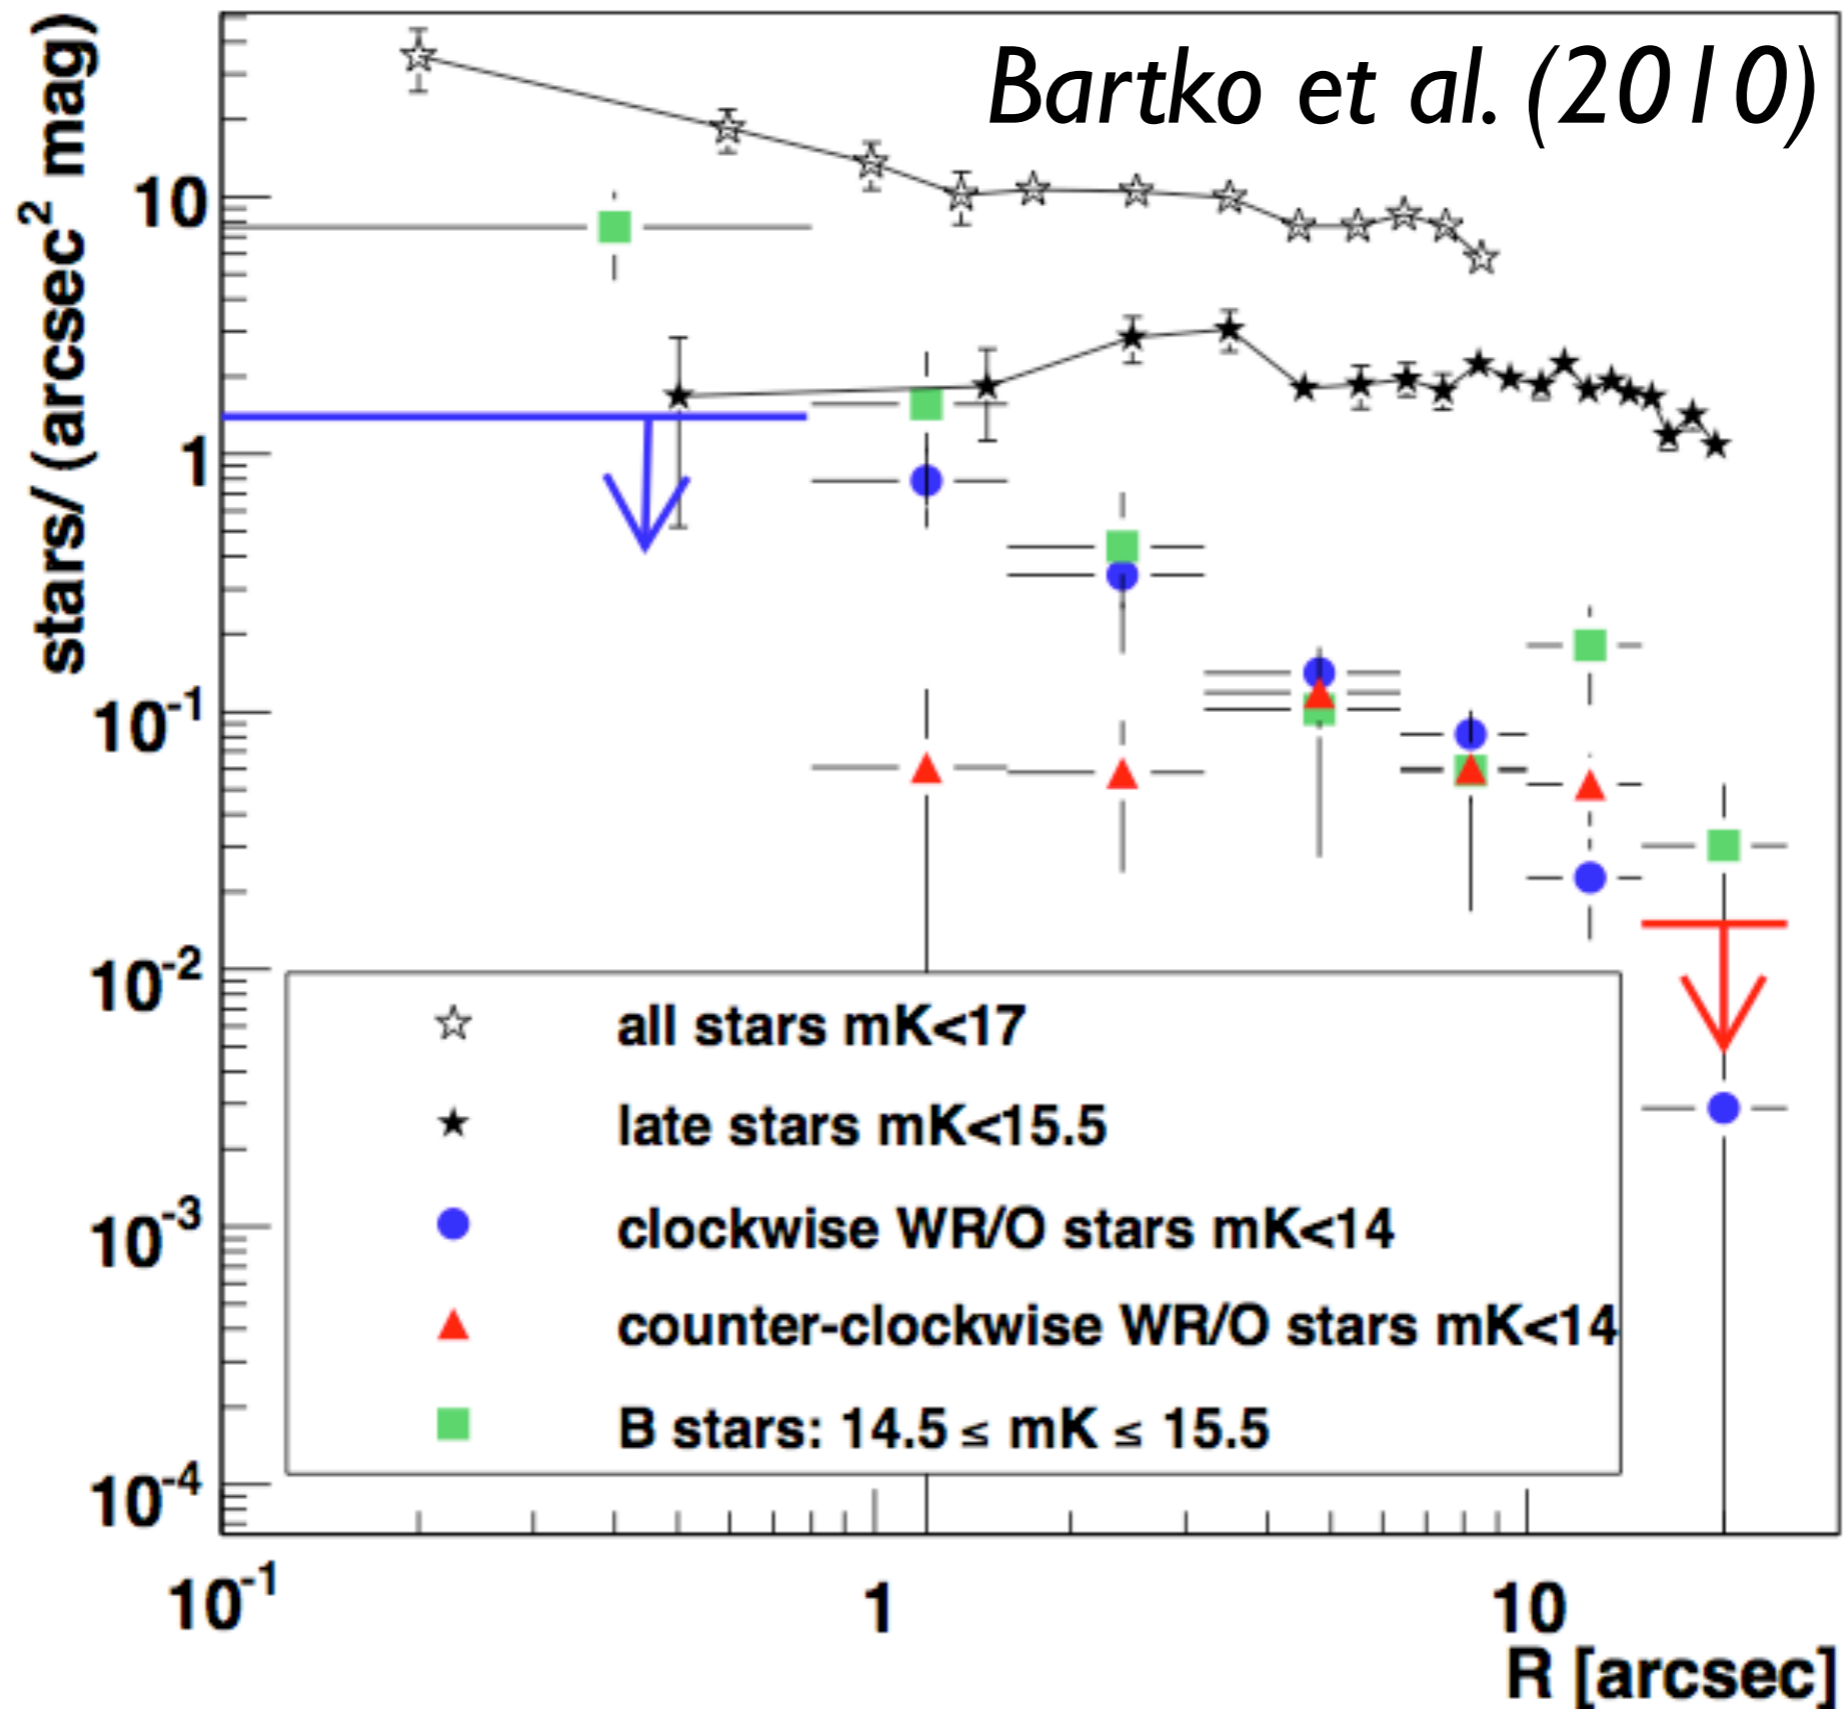 Bartko et al. (2010)
stars/ (arcsec² mag)
10
1
10⁻¹
10⁻²
10⁻³
10⁻⁴
all stars mK<17
late stars mK<15.5
clockwise WR/O stars mK<14
counter-clockwise WR/O stars mK<14
B stars: 14.5 ≤ mK ≤ 15.5
10⁻¹ 1 10
R [arcsec]